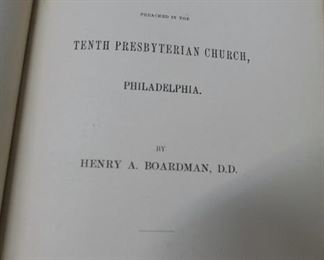 PREACHED IN THE
TENTH PRESBYTERIAN CHURCH,
PHILADELPHIA.
BY
HENRY A. BOARDMAN, D.D.